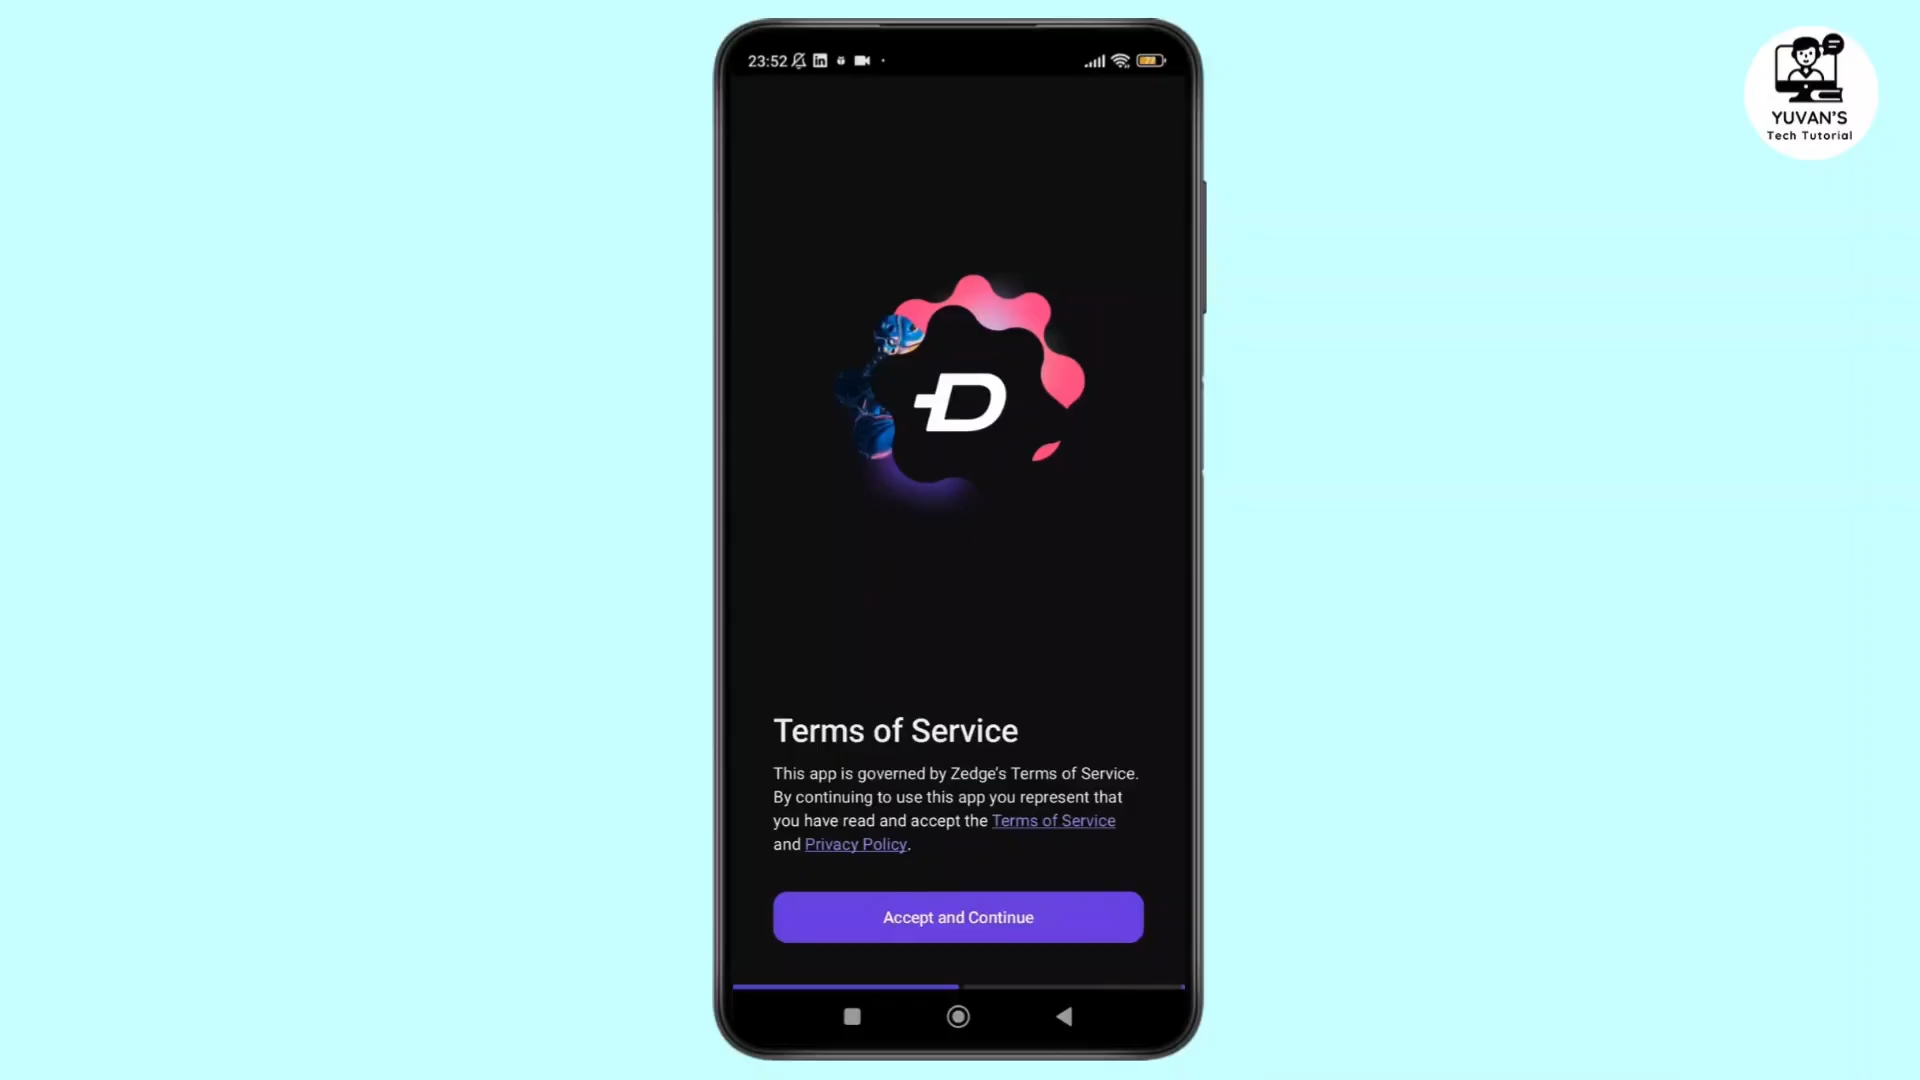 23:52
YUVAN'S
Tech Tutorial
Terms of Service
This app is governed by Zedge's Terms of Service.
By continuing to use this app you represent that
you have read and accept the Terms of Service
and Privacy Policy.
Accept and Continue